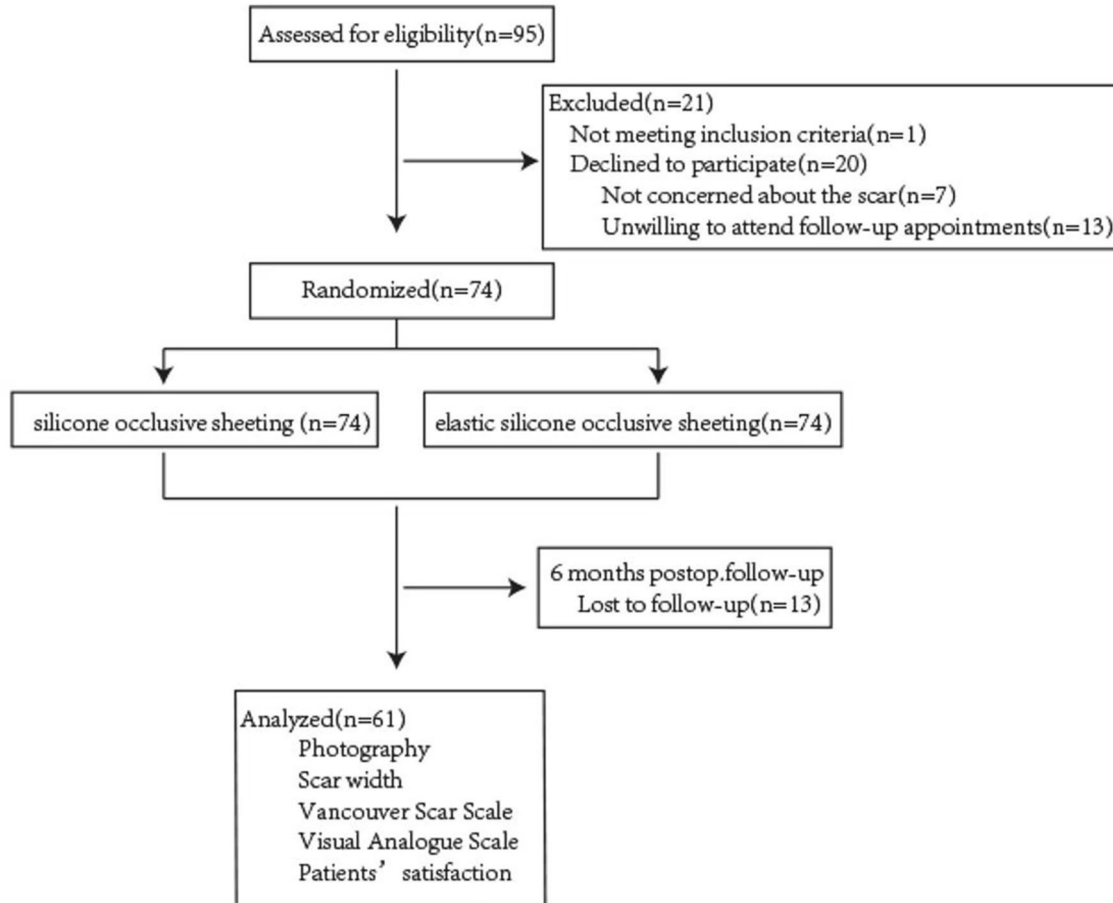 Assessed for eligibility(n=95)
Excluded(n=21)
Not meeting inclusion criteria(n=1)
Declined to participate(n=20)
Not concerned about the scar(n=7)
Unwilling to attend follow-up appointments(n=13)
Randomized(n=74)
silicone occlusive sheeting (n=74)
elastic silicone occlusive sheeting(n=74)
6 months postop.follow-up
Lost to follow-up(n=13)
Analyzed(n=61)
Photography
Scar width
Vancouver Scar Scale
Visual Analogue Scale
Patients’ satisfaction